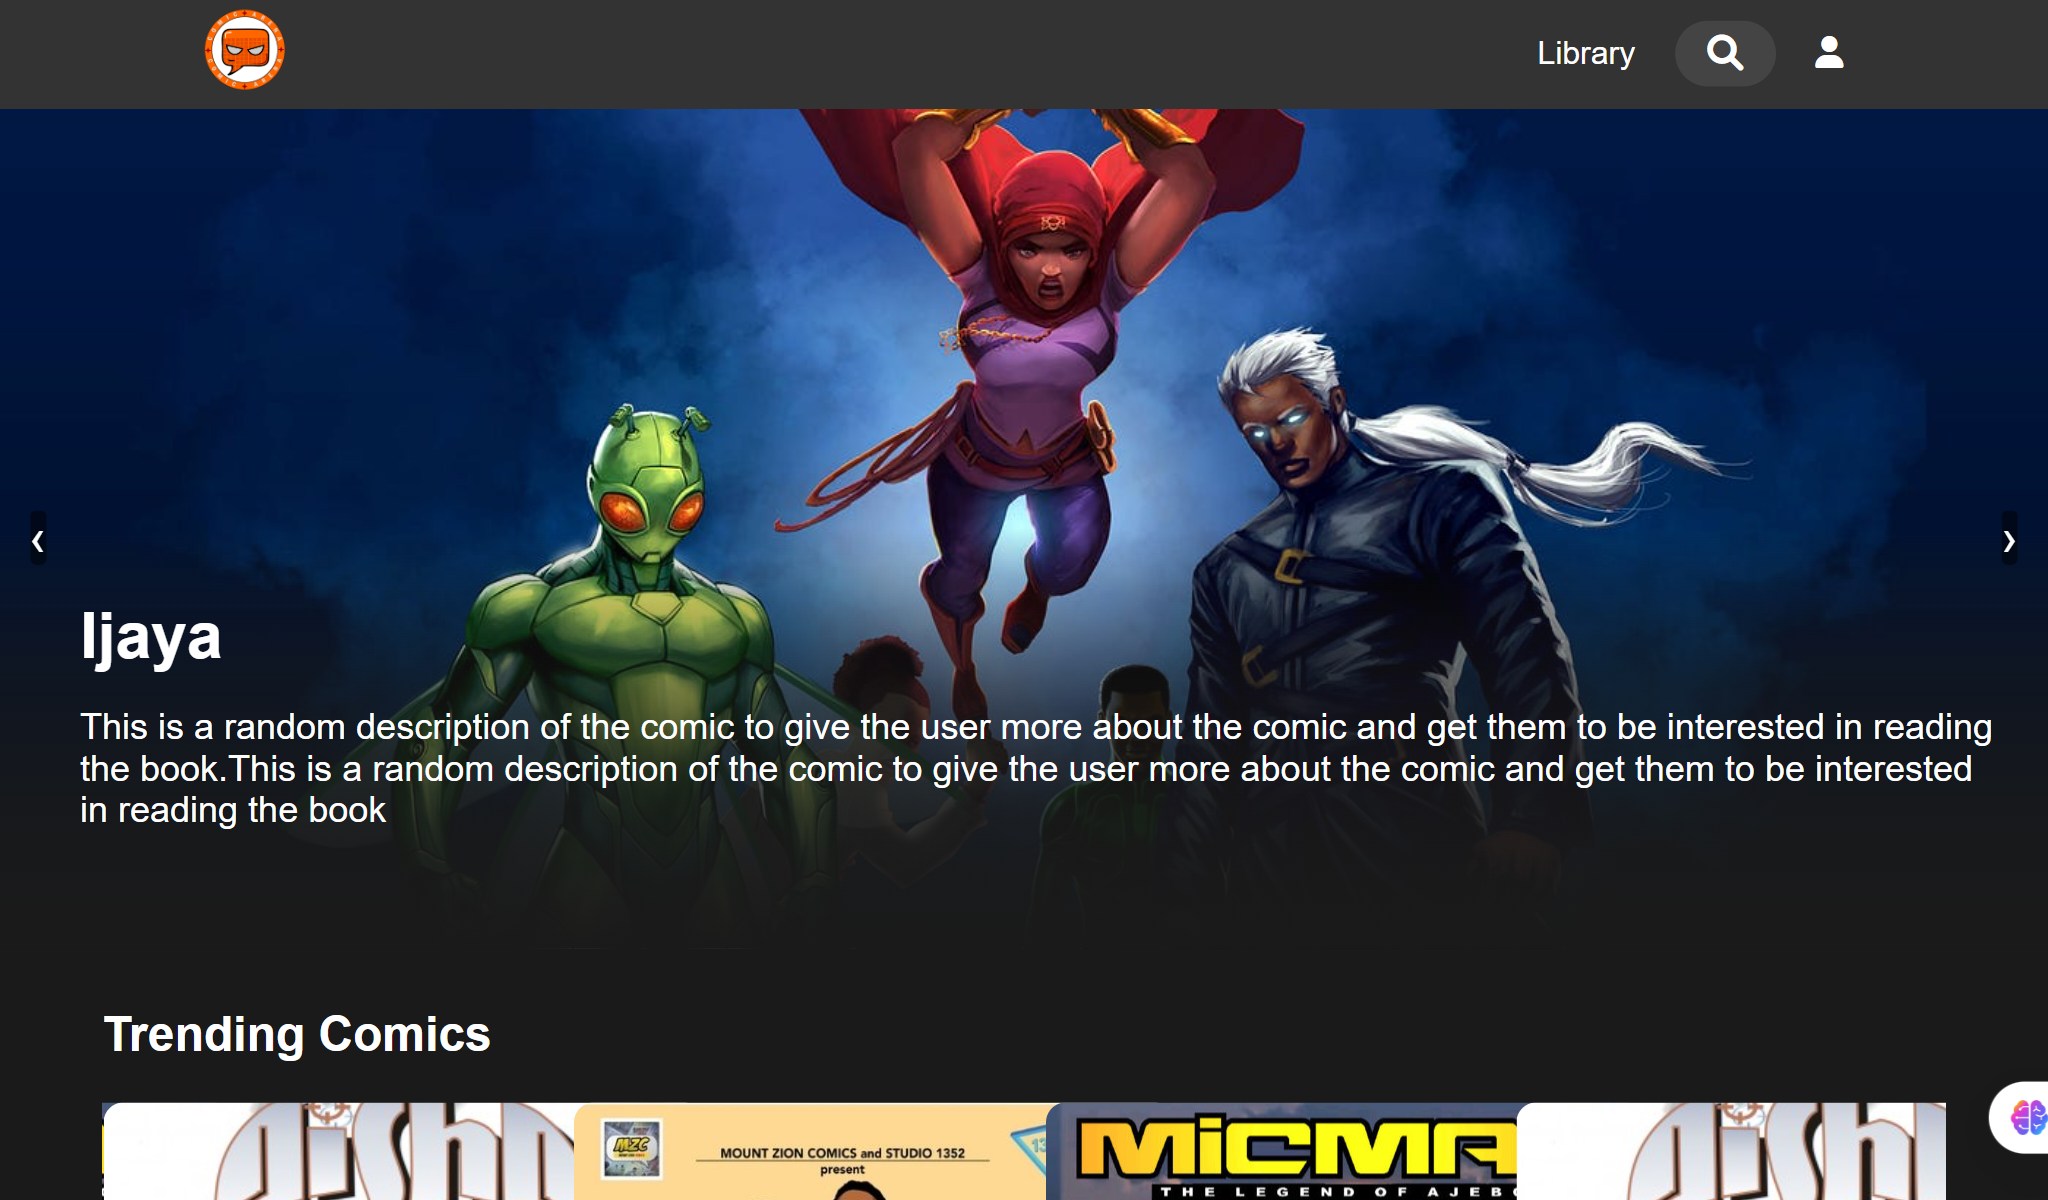 Library
Ijaya
This is a random description of the comic to give the user more about the comic and get them to be interested in reading
the book.This is a random description of the comic to give the user more about the comic and get them to be interested
in reading the book
Trending Comics
MZC
MOUNT ZION COMICS and STUDIO 1352
present
13
MiCMA
THE LEGEND OF AJEB